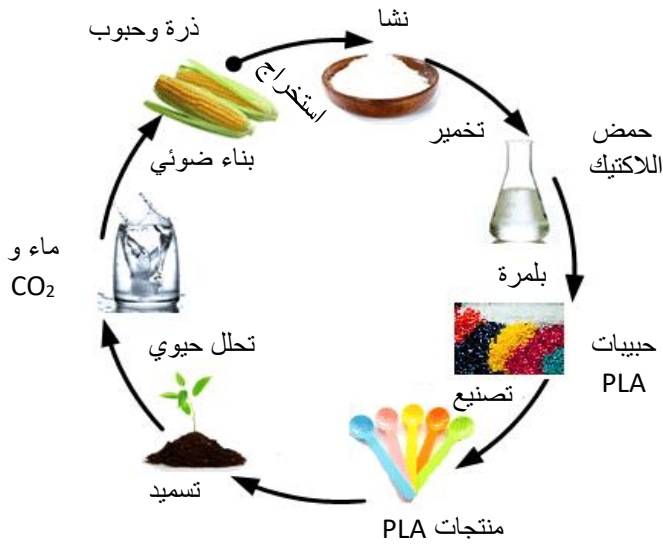 ذرة وحبوب
استخراج
نشا
تخمير
حمض
اللاكتيك
بلمرة
حبيبات
PLA
تصنيع
منتجات PLA
تسميد
تحلل حيوي
ماء و
CO₂
بناء ضوئي